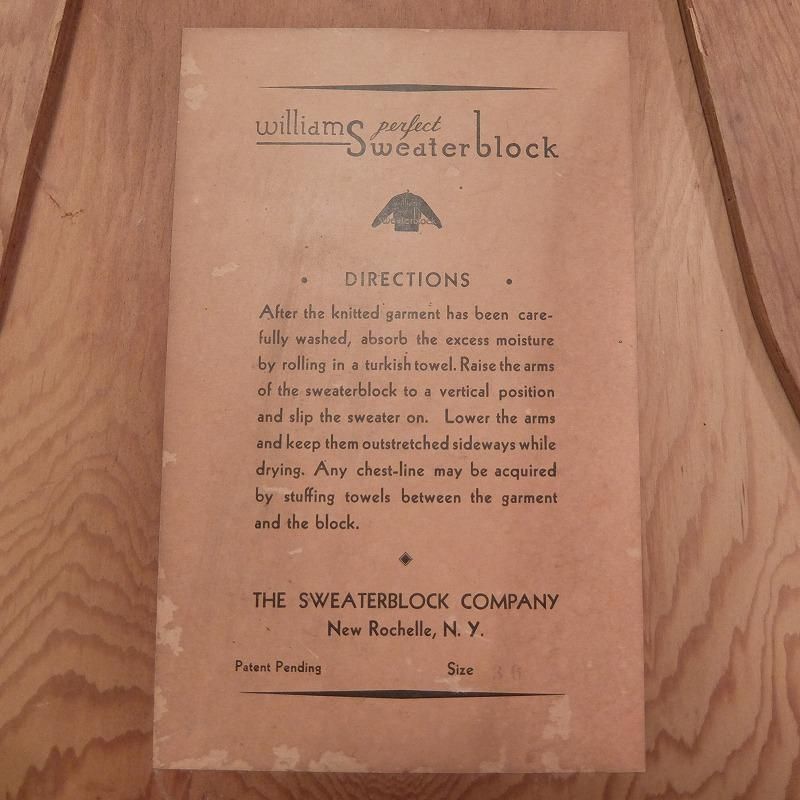 williamS perfect Sweaterblock
williams
sweaterblock
• DIRECTIONS •
After the knitted garment has been care-
fully washed, absorb the excess moisture
by rolling in a turkish towel. Raise the arms
of the sweaterblock to a vertical position
and slip the sweater on. Lower the arms
and keep them outstretched sideways while
drying. Any chest-line may be acquired
by stuffing towels between the garment
and the block.
THE SWEATERBLOCK COMPANY
New Rochelle, N. Y.
Patent Pending Size 36